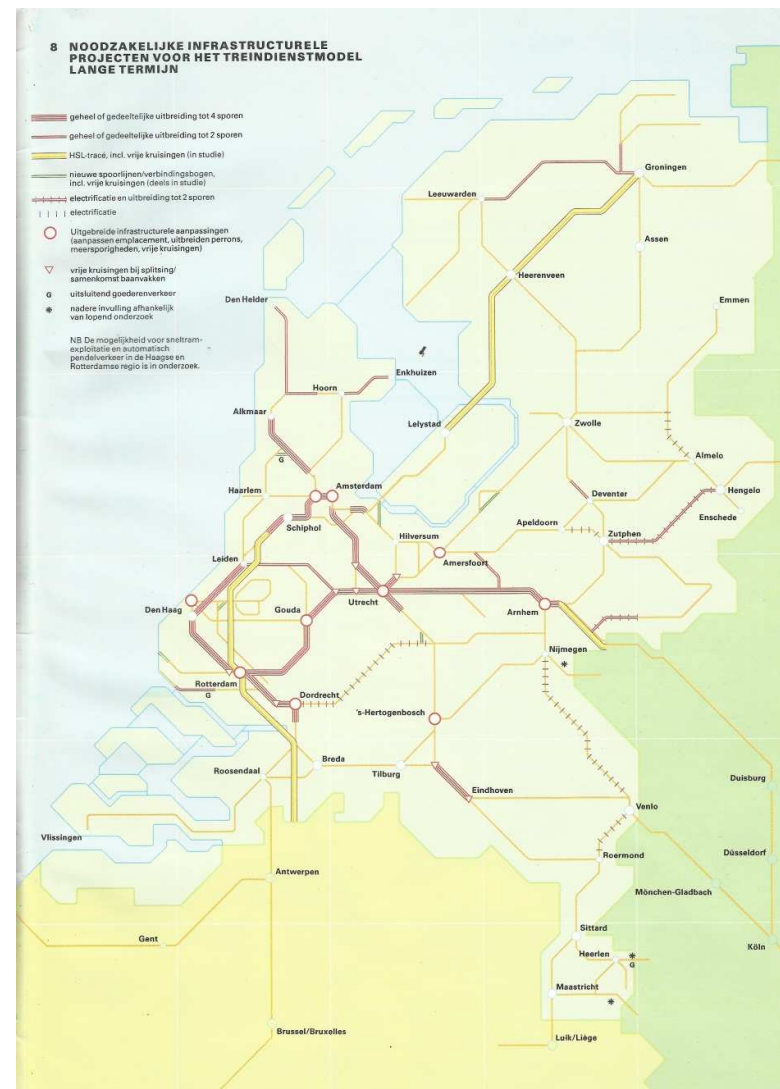 8 NOODZAKELIJKE INFRASTRUCTURELE
PROJECTEN VOOR HET TREINDIENSTMODEL
LANGE TERMIJN
geheel of gedeeltelijke uitbreiding tot 4 sporen
geheel of gedeeltelijke uitbreiding tot 2 sporen
HSL-tracé, incl. vrije kruisingen (in studie)
nieuwe spoorlijnen/verbindingsbogen,
incl. vrije kruisingen (deels in studie)
electrificatie en uitbreiding tot 2 sporen
electrificatie
Uitgebreide infrastructurele aanpassingen
(aanpassen emplacement, uitbreiden perrons,
meersporigheden, vrije kruisingen)
vrije kruisingen bij splitsing/
samenkomst baanvakken
G uitsluitend goederenverkeer
nadere invulling afhankelijk
van lopend onderzoek
NB. De mogelijkheid voor sneltram-
exploitatie en automatisch
pendelverkeer in de Haagse en
Rotterdamse regio is in onderzoek.
Groningen
Leeuwarden
Assen
Heerenveen
Den Helder
Emmen
Enkhuizen
Hoorn
Alkmaar
Lelystad
Zwolle
G
Almelo
Haarlem
Amsterdam
Deventer
Hengelo
Schiphol
Hilversum
Apeldoorn
Enschede
Zutphen
Leiden
Amersfoort
Den Haag
Gouda
Utrecht
Arnhem
Nijmegen
Rotterdam
G
Dordrecht
's-Hertogenbosch
Breda
Roosendaal
Tilburg
Eindhoven
Duisburg
Venlo
Vlissingen
Roermond
Düsseldorf
Antwerpen
Mönchen-Gladbach
Sittard
Gent
Heerlen
G
Köln
Maastricht
Brussel/Bruxelles
Luik/Liège